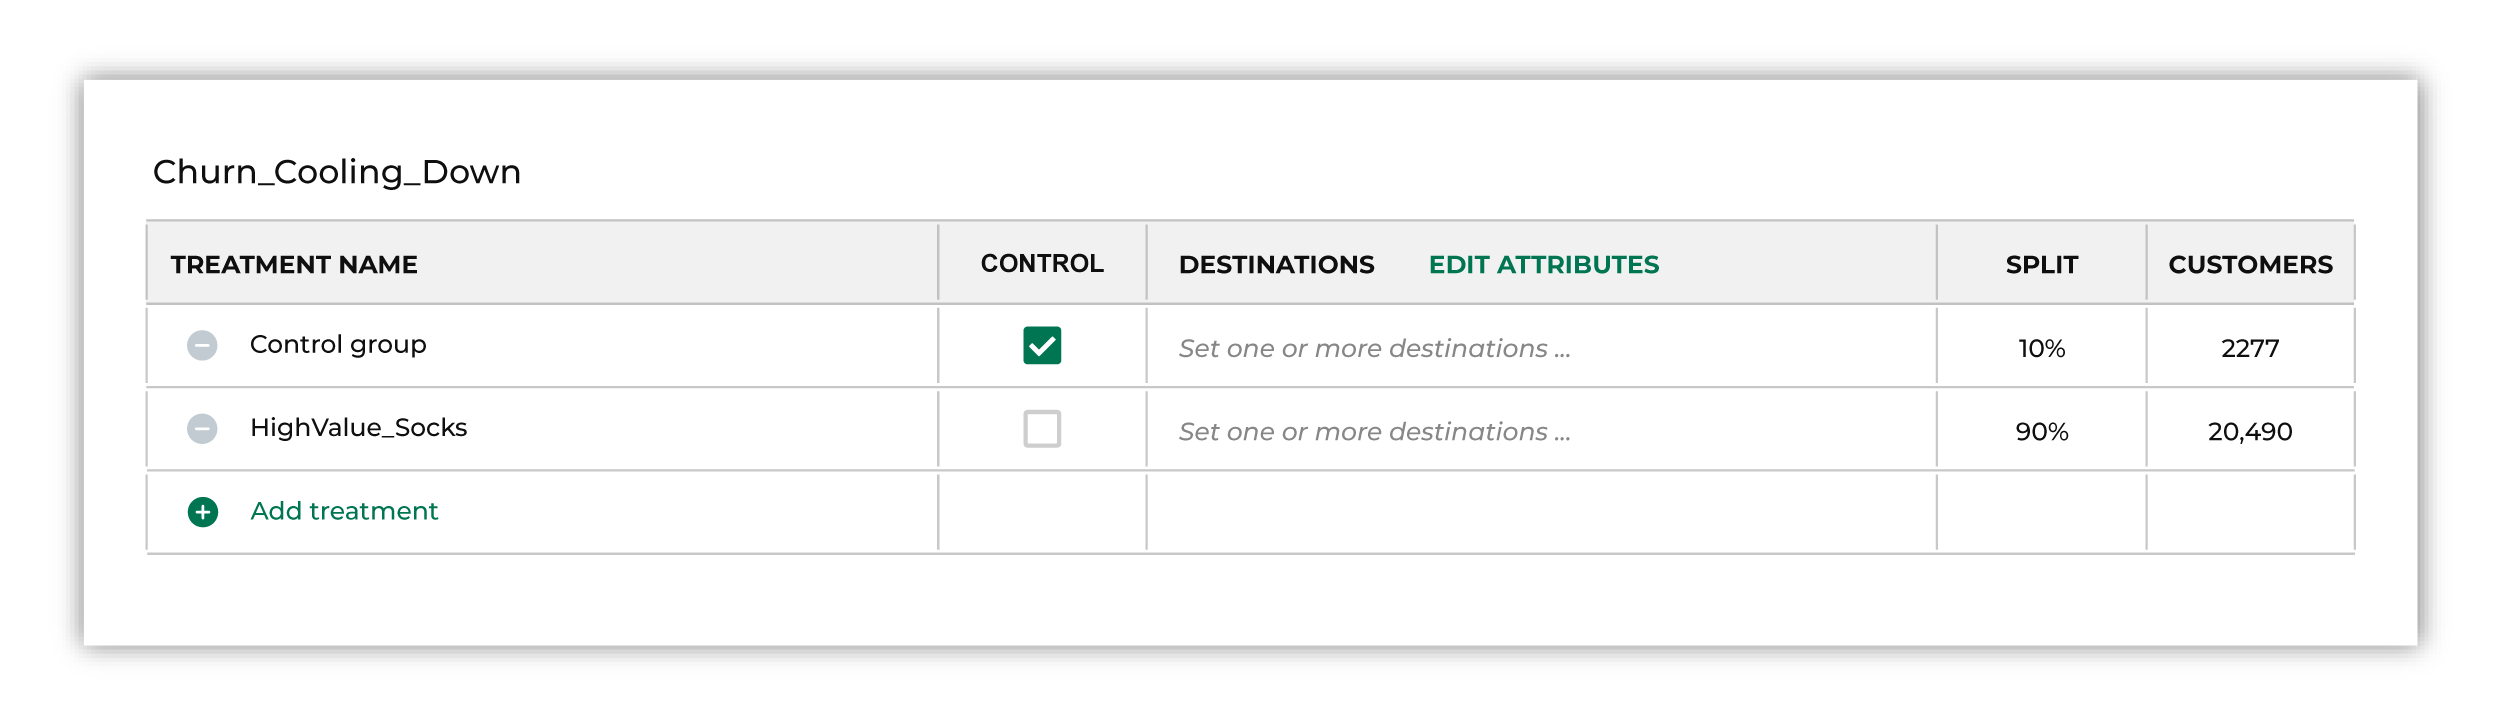 Churn_Cooling_Down
TREATMENT NAME CONTROL DESTINATIONS EDIT ATTRIBUTES SPLIT CUSTOMERS
Control group Set one or more destinations ... 10% 2277
HighValue_Socks Set one or more destinations ... 90% 20,490
Add treatment